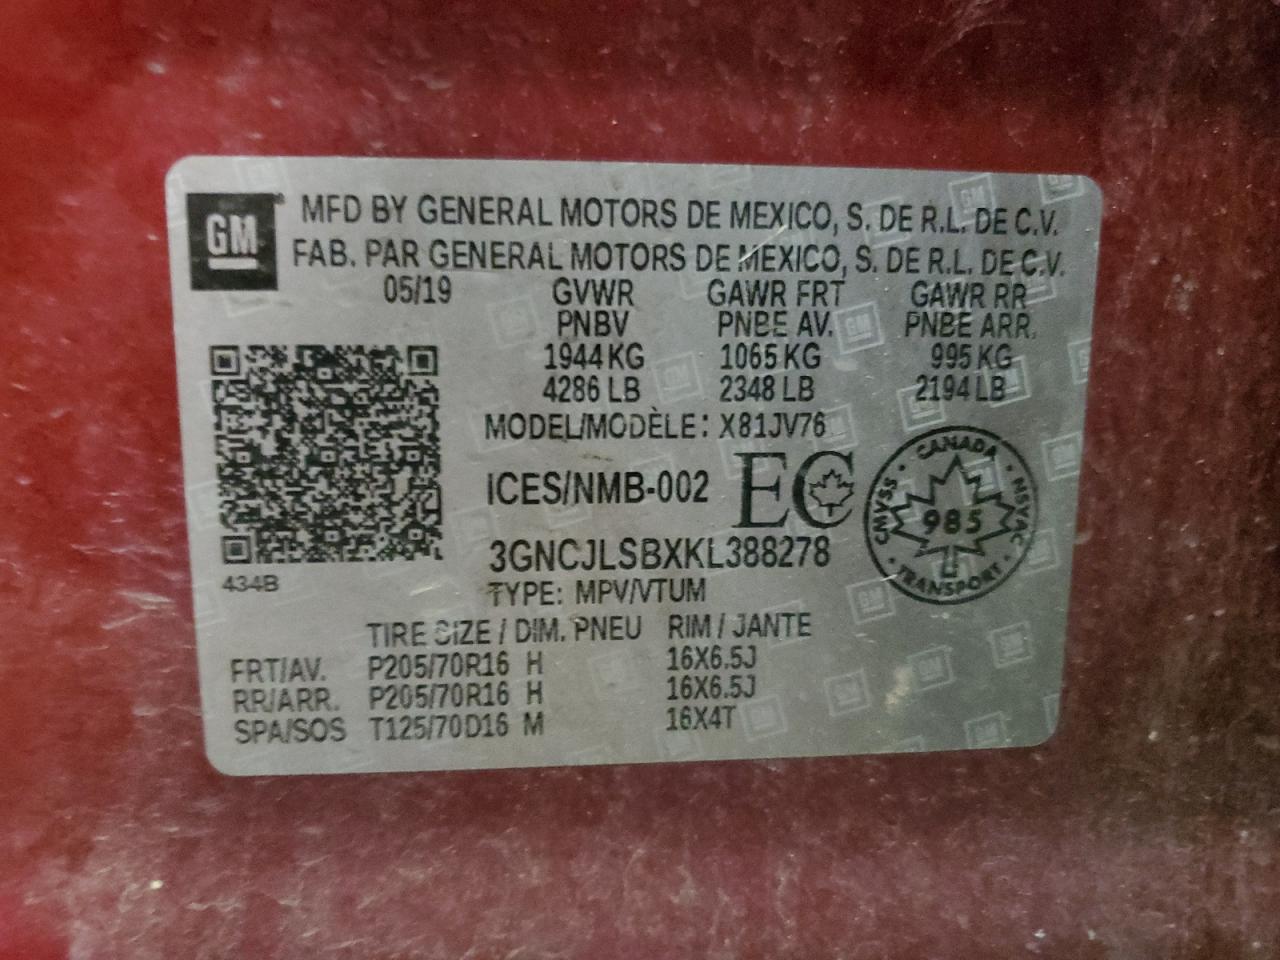 GM
MFD BY GENERAL MOTORS DE MEXICO, S. DE R.L. DE C.V.
FAB. PAR GENERAL MOTORS DE MEXICO, S. DE R.L. DE C.V.
05/19 GVWR GAWR FRT GAWR RR
PNBV PNBE AV. PNBE ARR.
1944 KG 1065 KG 995 KG
4286 LB 2348 LB 2194 LB
MODEL/MODÈLE: X81JV76
ICES/NMB-002 EC
CANADA
CMVSS 985 NSVAC
TRANSPORT
3GNCJLSBXKL388278
434B
TYPE: MPV/VTUM
TIRE SIZE / DIM. PNEU RIM / JANTE
FRT/AV. P205/70R16 H 16X6.5J
RR/ARR. P205/70R16 H 16X6.5J
SPA/SOS T125/70D16 M 16X4T